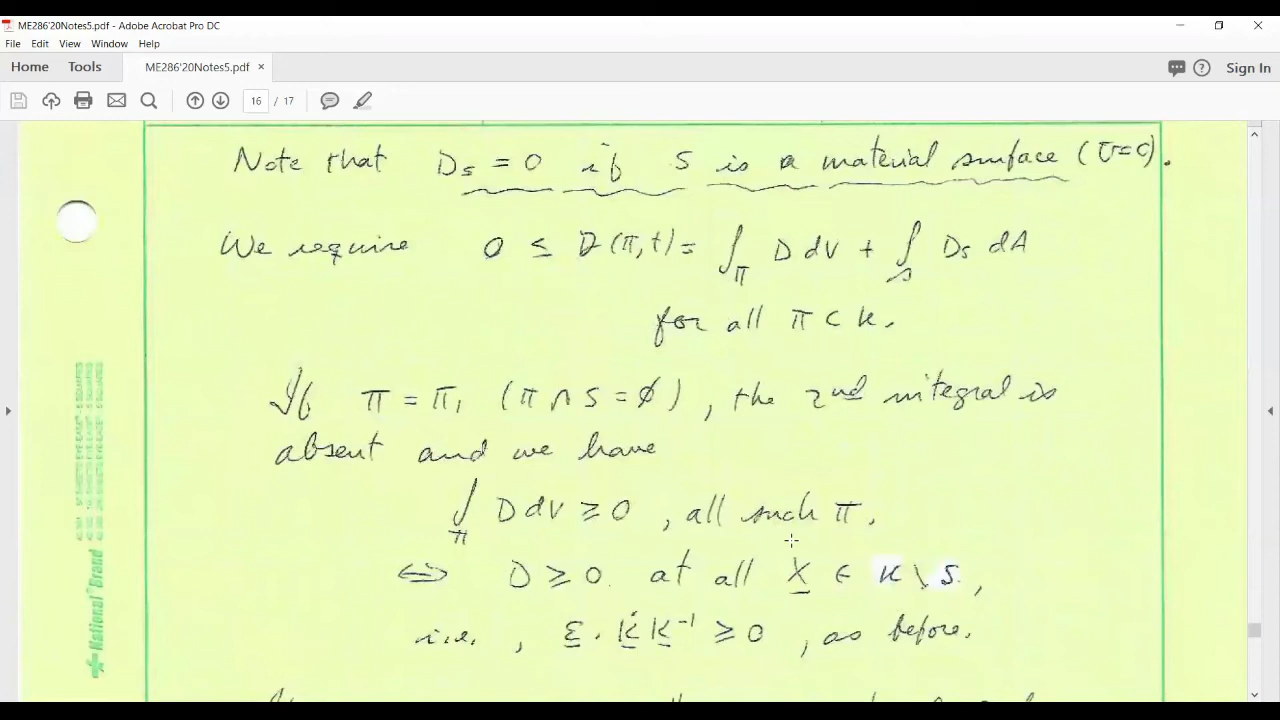 ME286'20Notes5.pdf - Adobe Acrobat Pro DC
File Edit View Window Help
Home Tools ME286'20Notes5.pdf × Sign In
16 / 17
Note that Ds = 0 if S is a material surface (U=0).
We require 0 ≤ D(π,t) = ∫π D dV + ∫s Ds dA
for all π ⊂ κ.
If π = π₁ (π ∩ S = ∅), the 2nd integral is
absent and we have
∫π D dV ≥ 0, all such π.
⇔ D ≥ 0 at all X ∈ κ \ S,
i.e., E · K̇ K⁻¹ ≥ 0, as before.
National® Brand